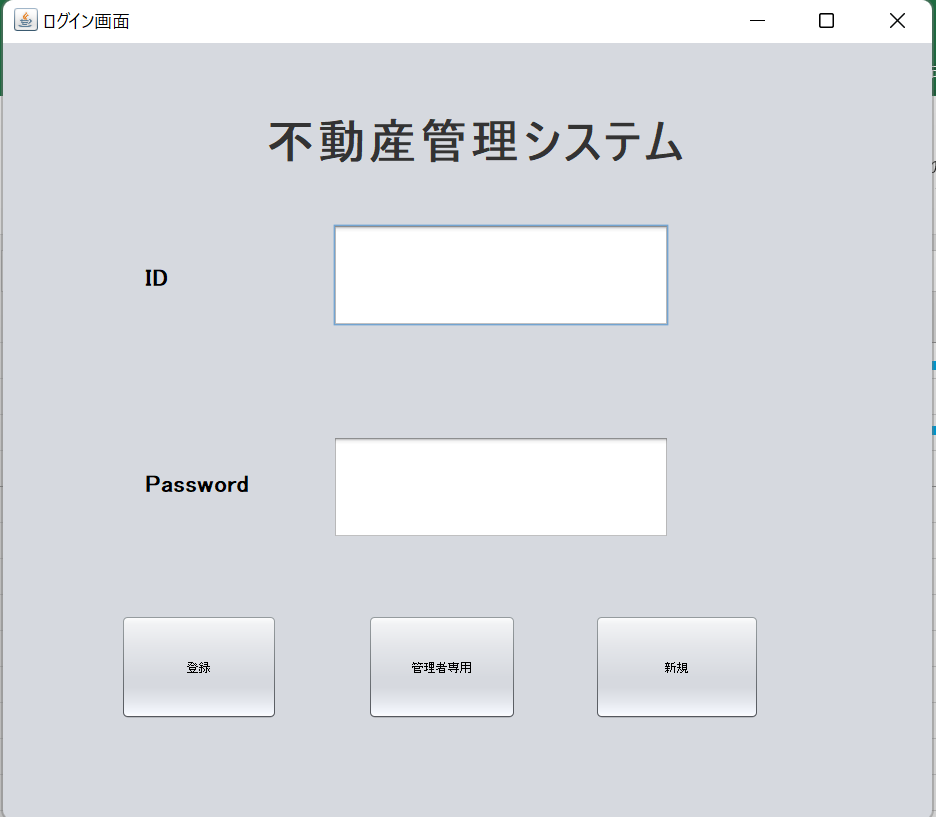 ログイン画面
不動産管理システム
ID
Password
登録
管理者専用
新規